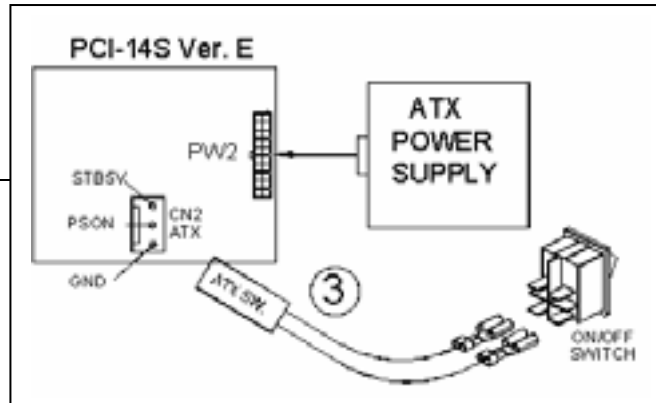 PCI-14S Ver. E
ATX
POWER
SUPPLY
PW2
STB5V
PSON
CN2
ATX
GND
ATX SW.
3
ON/OFF
SWITCH